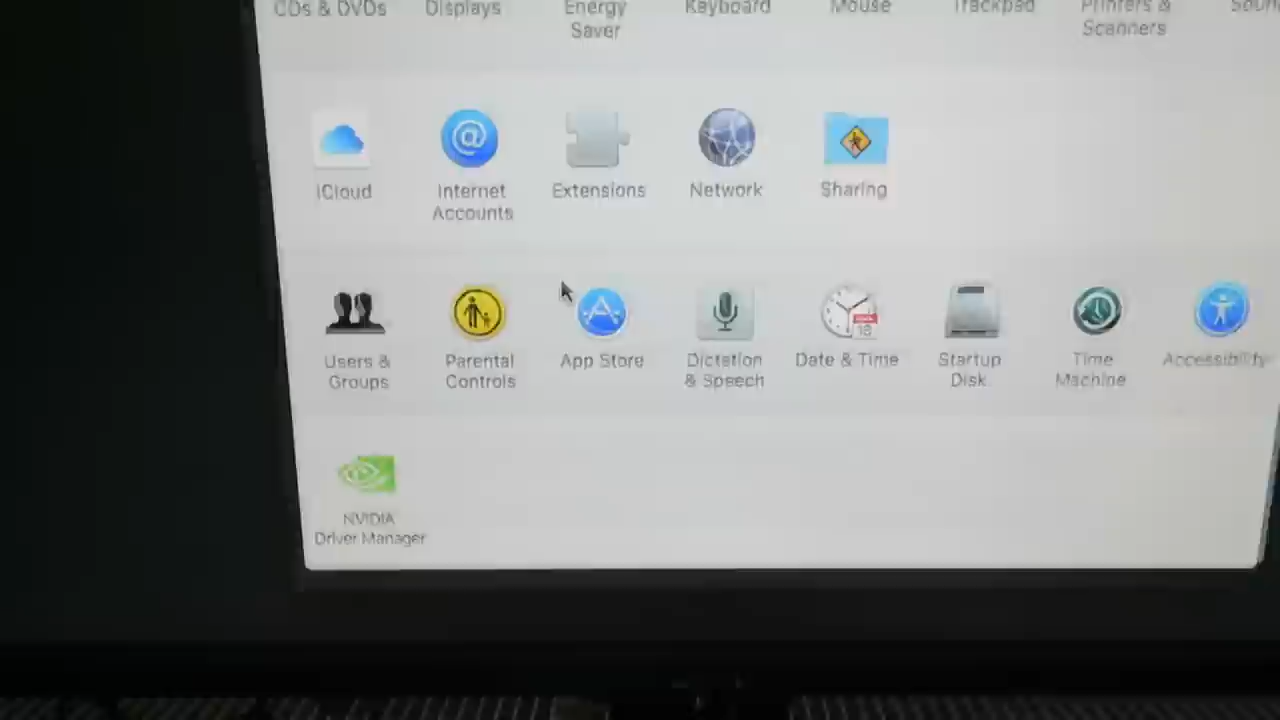 CDs & DVDs
Displays
Energy
Saver
Keyboard
Mouse
Trackpad
Printers &
Scanners
iCloud
Internet
Accounts
Extensions
Network
Sharing
Users &
Groups
Parental
Controls
App Store
Dictation
& Speech
18
Date & Time
Startup
Disk
Time
Machine
Accessibility
NVIDIA
Driver Manager